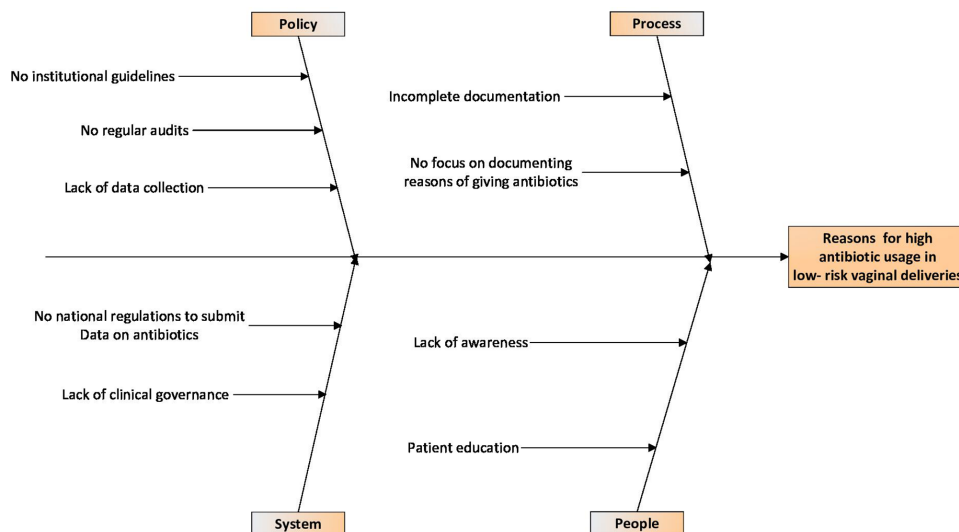 Policy
Process
No institutional guidelines
Incomplete documentation
No regular audits
No focus on documenting
reasons of giving antibiotics
Lack of data collection
Reasons for high
antibiotic usage in
low- risk vaginal deliveries
No national regulations to submit
Data on antibiotics
Lack of awareness
Lack of clinical governance
Patient education
System
People